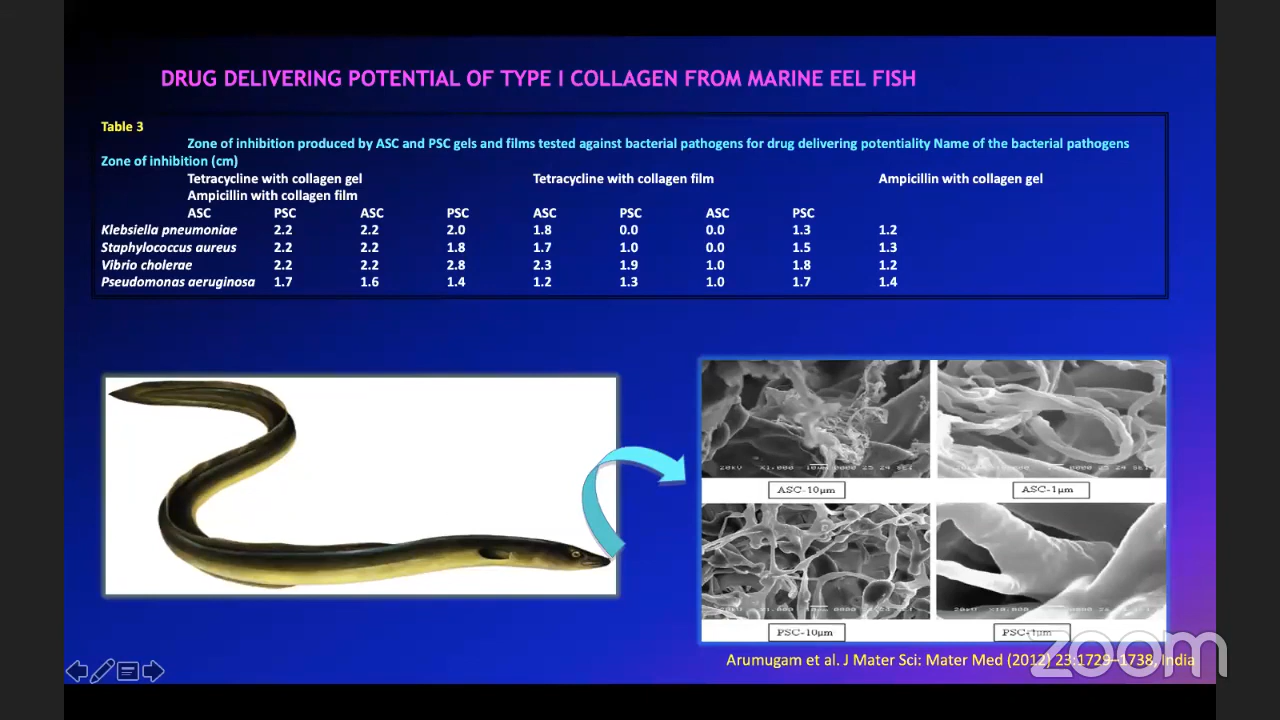 DRUG DELIVERING POTENTIAL OF TYPE I COLLAGEN FROM MARINE EEL FISH
Table 3
Zone of inhibition produced by ASC and PSC gels and films tested against bacterial pathogens for drug delivering potentiality Name of the bacterial pathogens
Zone of inhibition (cm)
Tetracycline with collagen gel Tetracycline with collagen film Ampicillin with collagen gel
Ampicillin with collagen film
ASC PSC ASC PSC ASC PSC ASC PSC
Klebsiella pneumoniae 2.2 2.2 2.0 1.8 0.0 0.0 1.3 1.2
Staphylococcus aureus 2.2 2.2 1.8 1.7 1.0 0.0 1.5 1.3
Vibrio cholerae 2.2 2.2 2.8 2.3 1.9 1.0 1.8 1.2
Pseudomonas aeruginosa 1.7 1.6 1.4 1.2 1.3 1.0 1.7 1.4
ASC-10µm ASC-1µm
PSC-10µm PSC-1µm
Arumugam et al. J Mater Sci: Mater Med (2012) 23:1729–1738, India
zoom